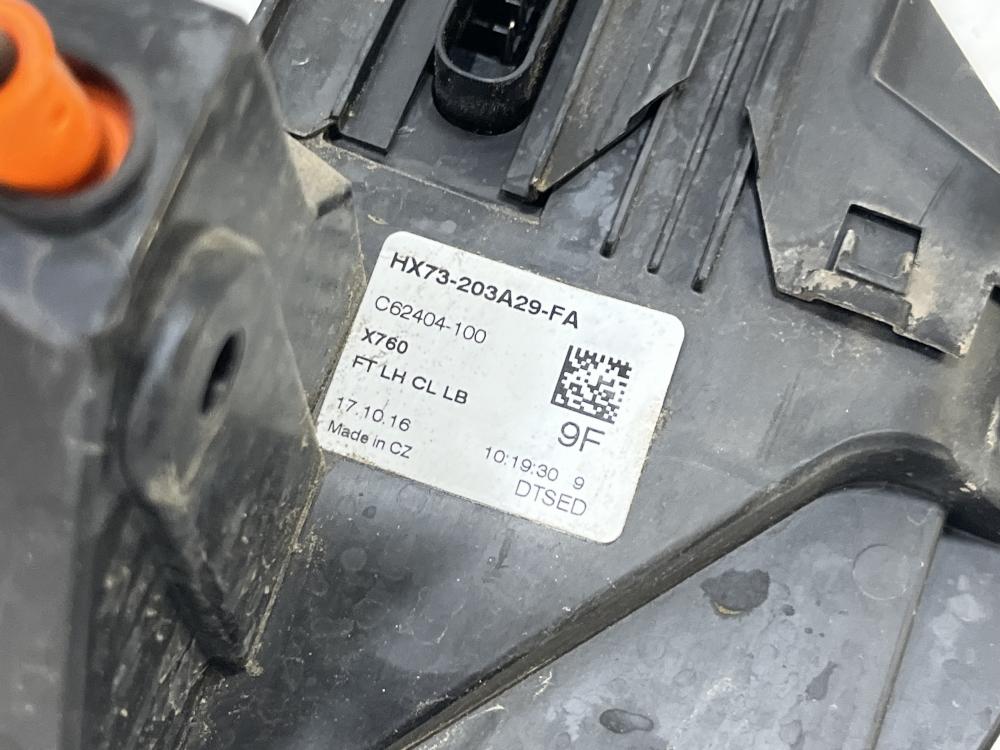 HX73-203A29-FA
C62404-100
X760
FT LH CL LB
9F
17.10.16
10:19:30 9
Made in CZ
DTSED